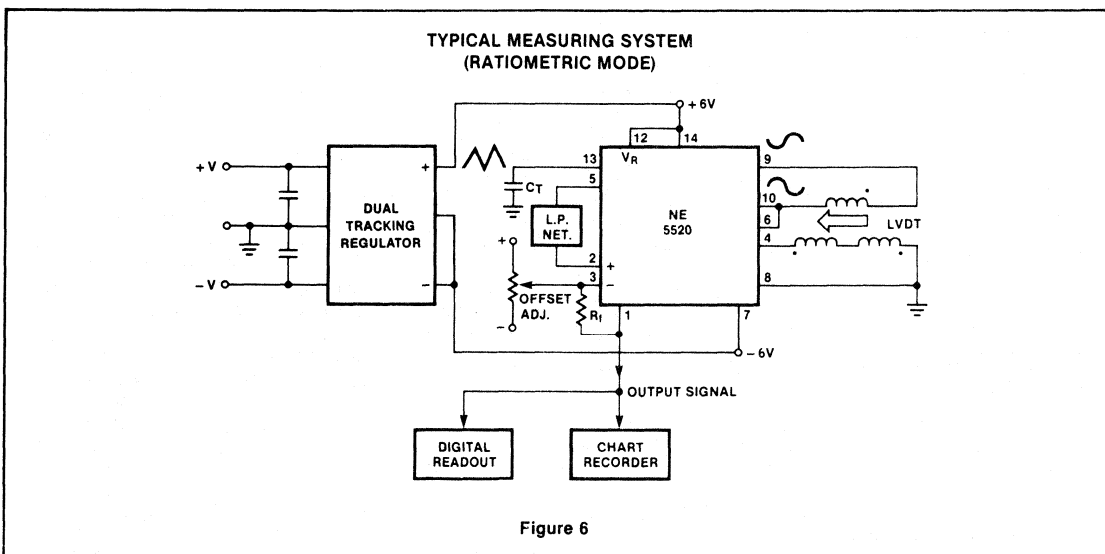 TYPICAL MEASURING SYSTEM
(RATIOMETRIC MODE)
+6V
12
14
VR
13
5
9
10
6
4
8
2
+
3
−
1
7
CT
L.P.
NET.
NE
5520
LVDT
+V
−V
DUAL
TRACKING
REGULATOR
+
−
+
−
OFFSET
ADJ.
Rf
−6V
OUTPUT SIGNAL
DIGITAL
READOUT
CHART
RECORDER
Figure 6